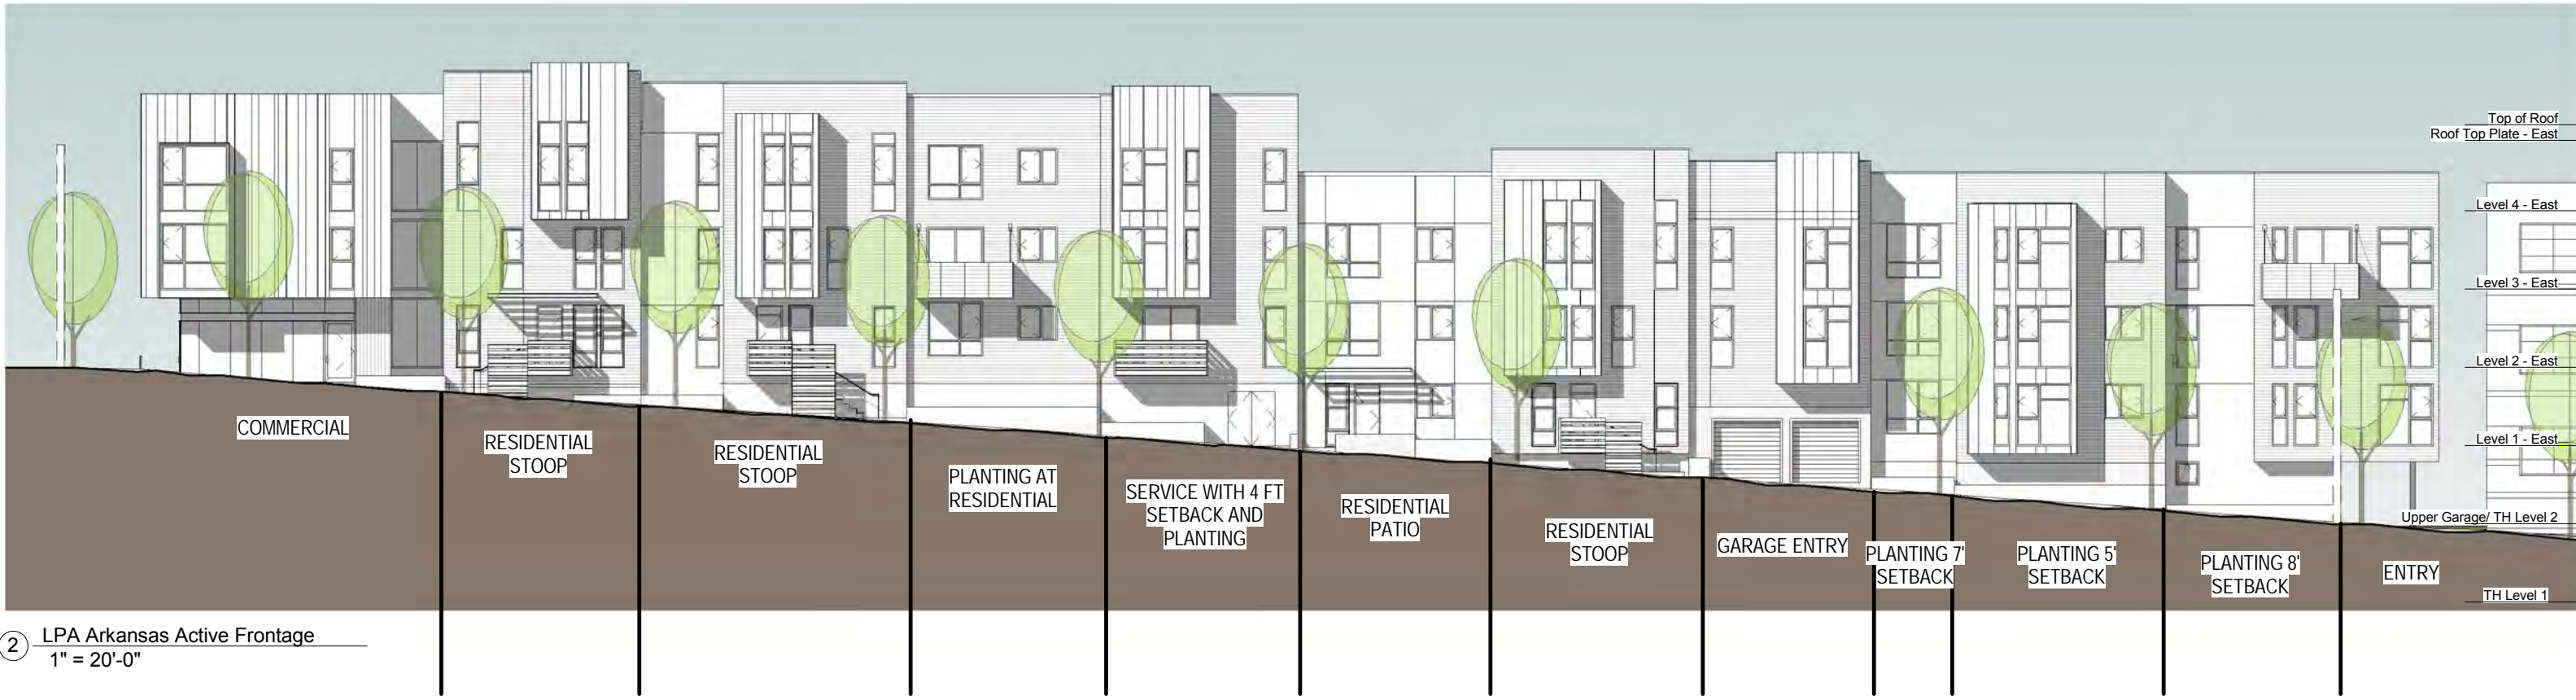 Top of Roof
Roof Top Plate - East
Level 4 - East
Level 3 - East
Level 2 - East
Level 1 - East
Upper Garage/ TH Level 2
TH Level 1
COMMERCIAL
RESIDENTIAL
STOOP
RESIDENTIAL
STOOP
PLANTING AT
RESIDENTIAL
SERVICE WITH 4 FT
SETBACK AND
PLANTING
RESIDENTIAL
PATIO
RESIDENTIAL
STOOP
GARAGE ENTRY
PLANTING 7'
SETBACK
PLANTING 5'
SETBACK
PLANTING 8'
SETBACK
ENTRY
2
LPA Arkansas Active Frontage
1" = 20'-0"